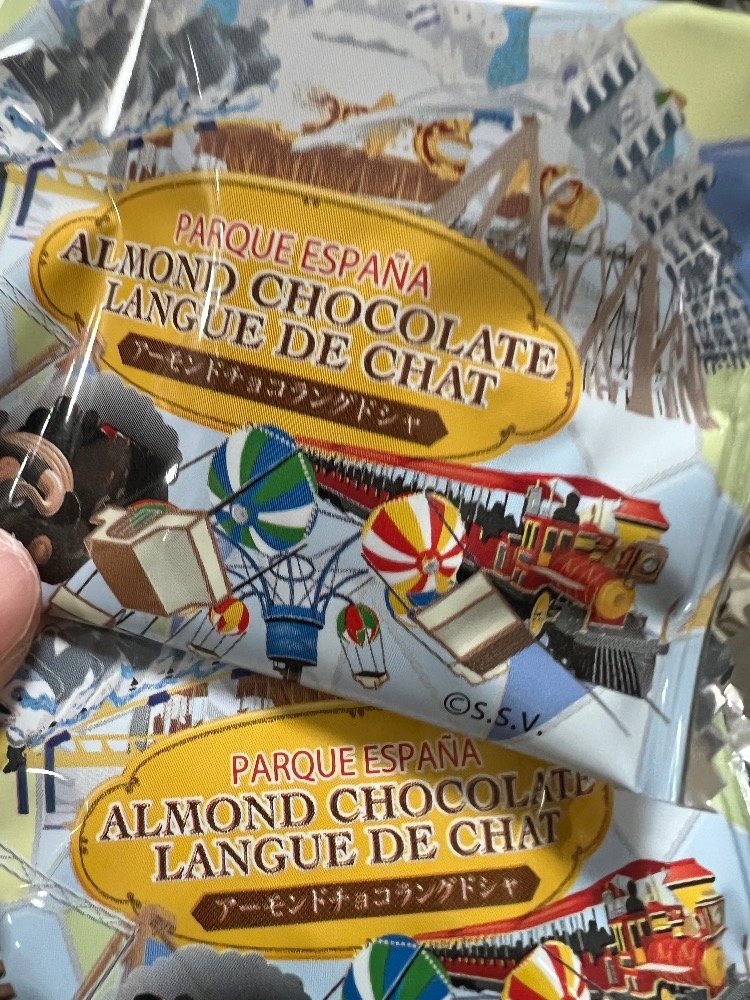 PARQUE ESPAÑA
ALMOND CHOCOLATE
LANGUE DE CHAT
アーモンドチョコラングドシャ
©S.S.V.
PARQUE ESPAÑA
ALMOND CHOCOLATE
LANGUE DE CHAT
アーモンドチョコラングドシャ